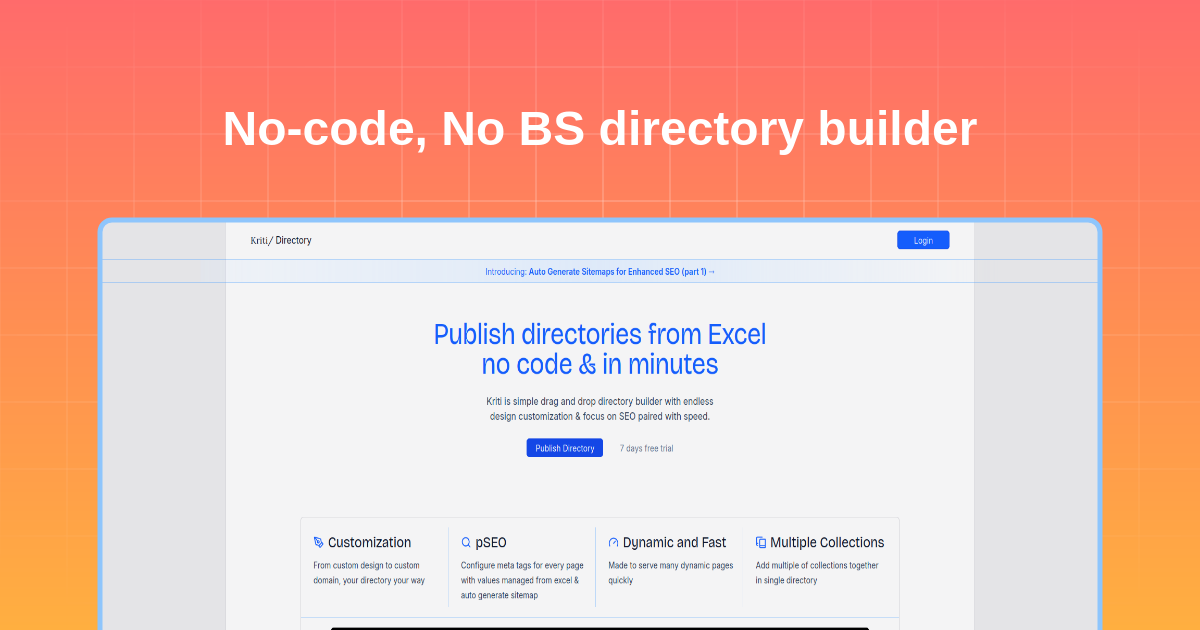 No-code, No BS directory builder
Kriti/ Directory
Login
Introducing: Auto Generate Sitemaps for Enhanced SEO (part 1) →
Publish directories from Excel
no code & in minutes
Kriti is simple drag and drop directory builder with endless
design customization & focus on SEO paired with speed.
Publish Directory
7 days free trial
Customization
From custom design to custom
domain, your directory your way
pSEO
Configure meta tags for every page
with values managed from excel &
auto generate sitemap
Dynamic and Fast
Made to serve many dynamic pages
quickly
Multiple Collections
Add multiple of collections together
in single directory